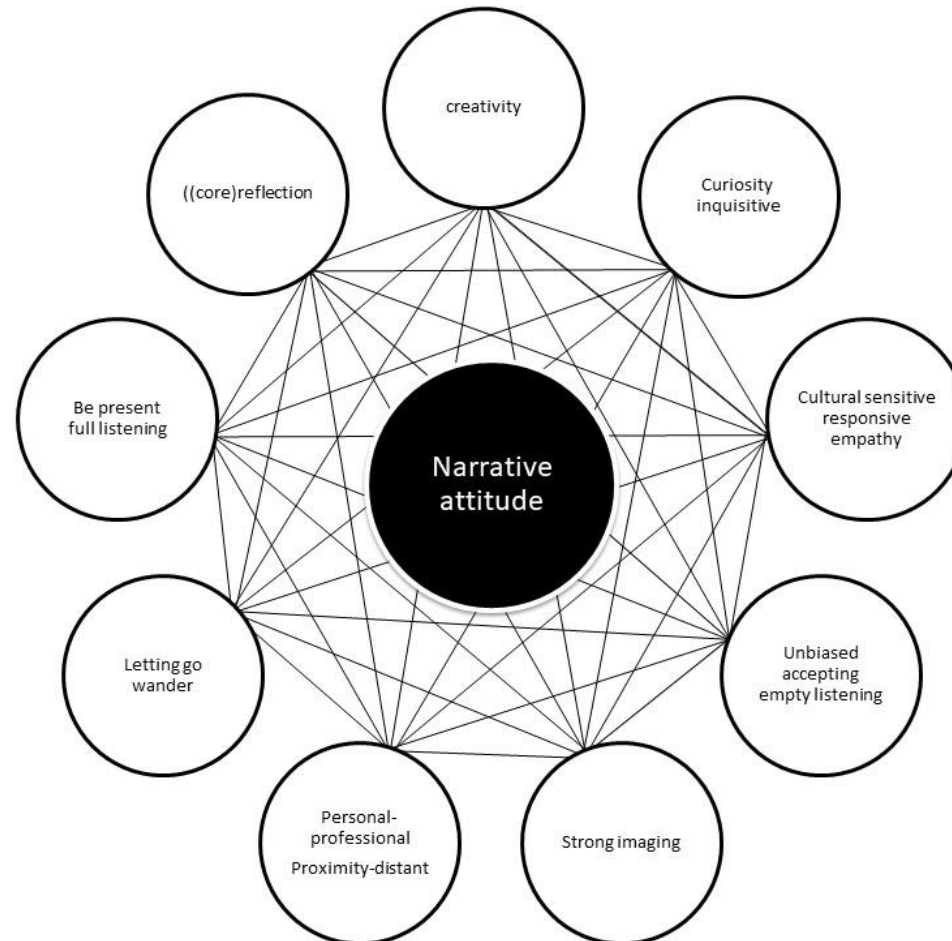 creativity
Curiosity
inquisitive
Cultural sensitive
responsive
empathy
Unbiased
accepting
empty listening
Strong imaging
Personal-
professional
Proximity-distant
Letting go
wander
Be present
full listening
((core)reflection
Narrative
attitude